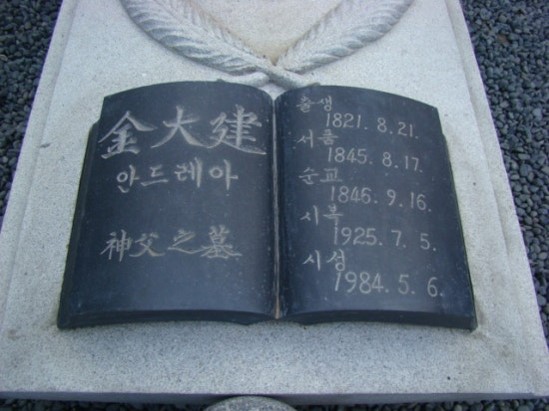 金大建
안드레아
神父之墓
출생
1821. 8. 21.
서품
1845. 8. 17.
순교
1846. 9. 16.
시복
1925. 7. 5.
시성
1984. 5. 6.